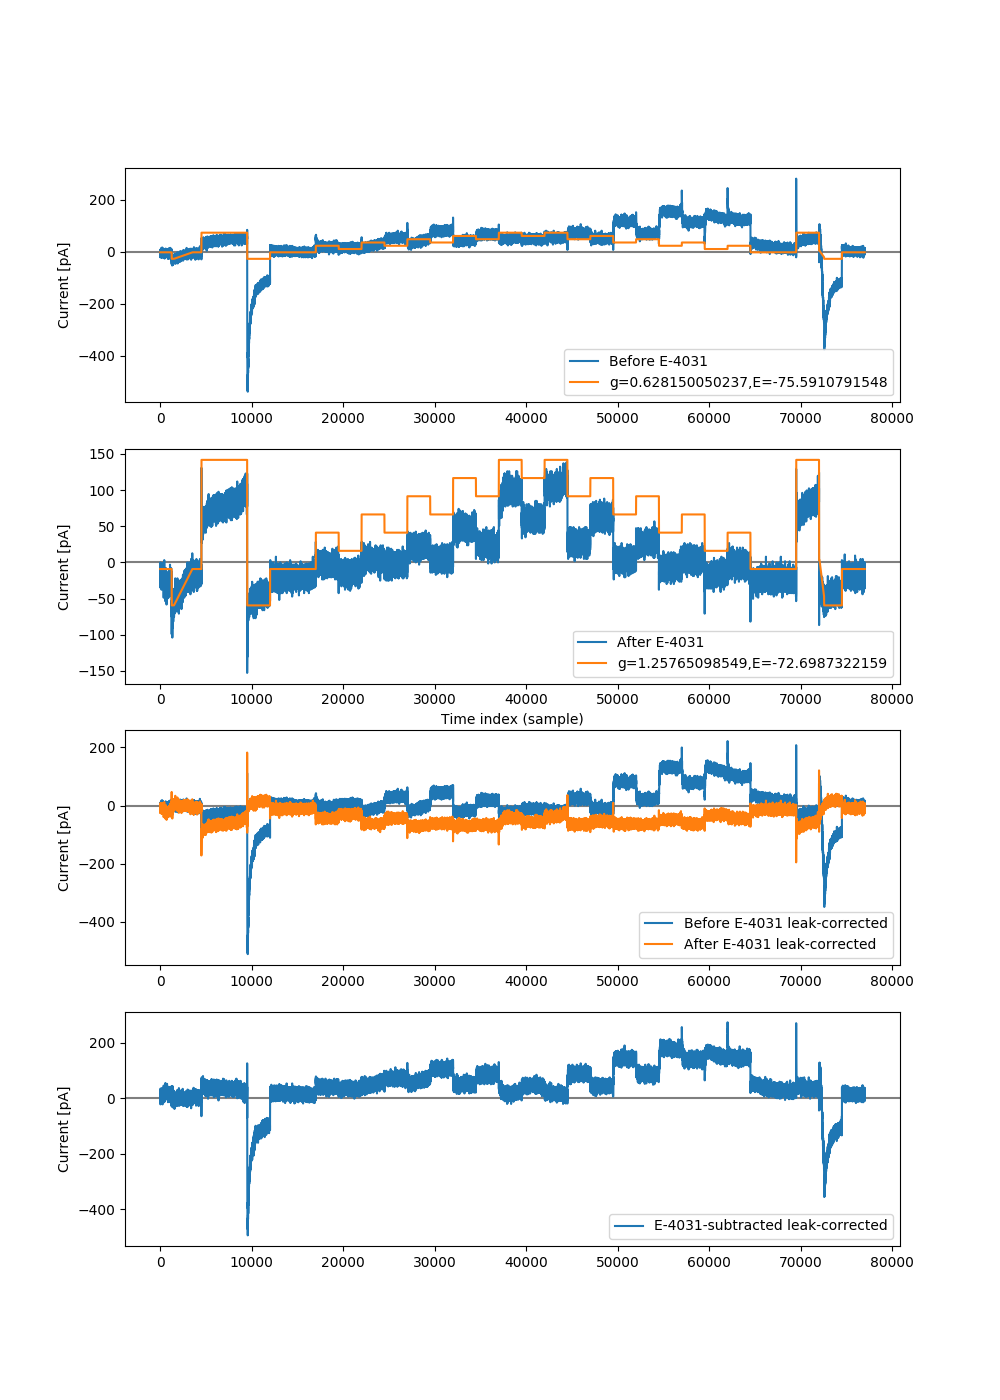 200
0
−200
−400
Current [pA]
Before E-4031
g=0.628150050237,E=-75.5910791548
0 10000 20000 30000 40000 50000 60000 70000 80000
150
100
50
0
−50
−100
−150
Current [pA]
After E-4031
g=1.25765098549,E=-72.6987322159
0 10000 20000 30000 40000 50000 60000 70000 80000
Time index (sample)
200
0
−200
−400
Current [pA]
Before E-4031 leak-corrected
After E-4031 leak-corrected
0 10000 20000 30000 40000 50000 60000 70000 80000
200
0
−200
−400
Current [pA]
E-4031-subtracted leak-corrected
0 10000 20000 30000 40000 50000 60000 70000 80000